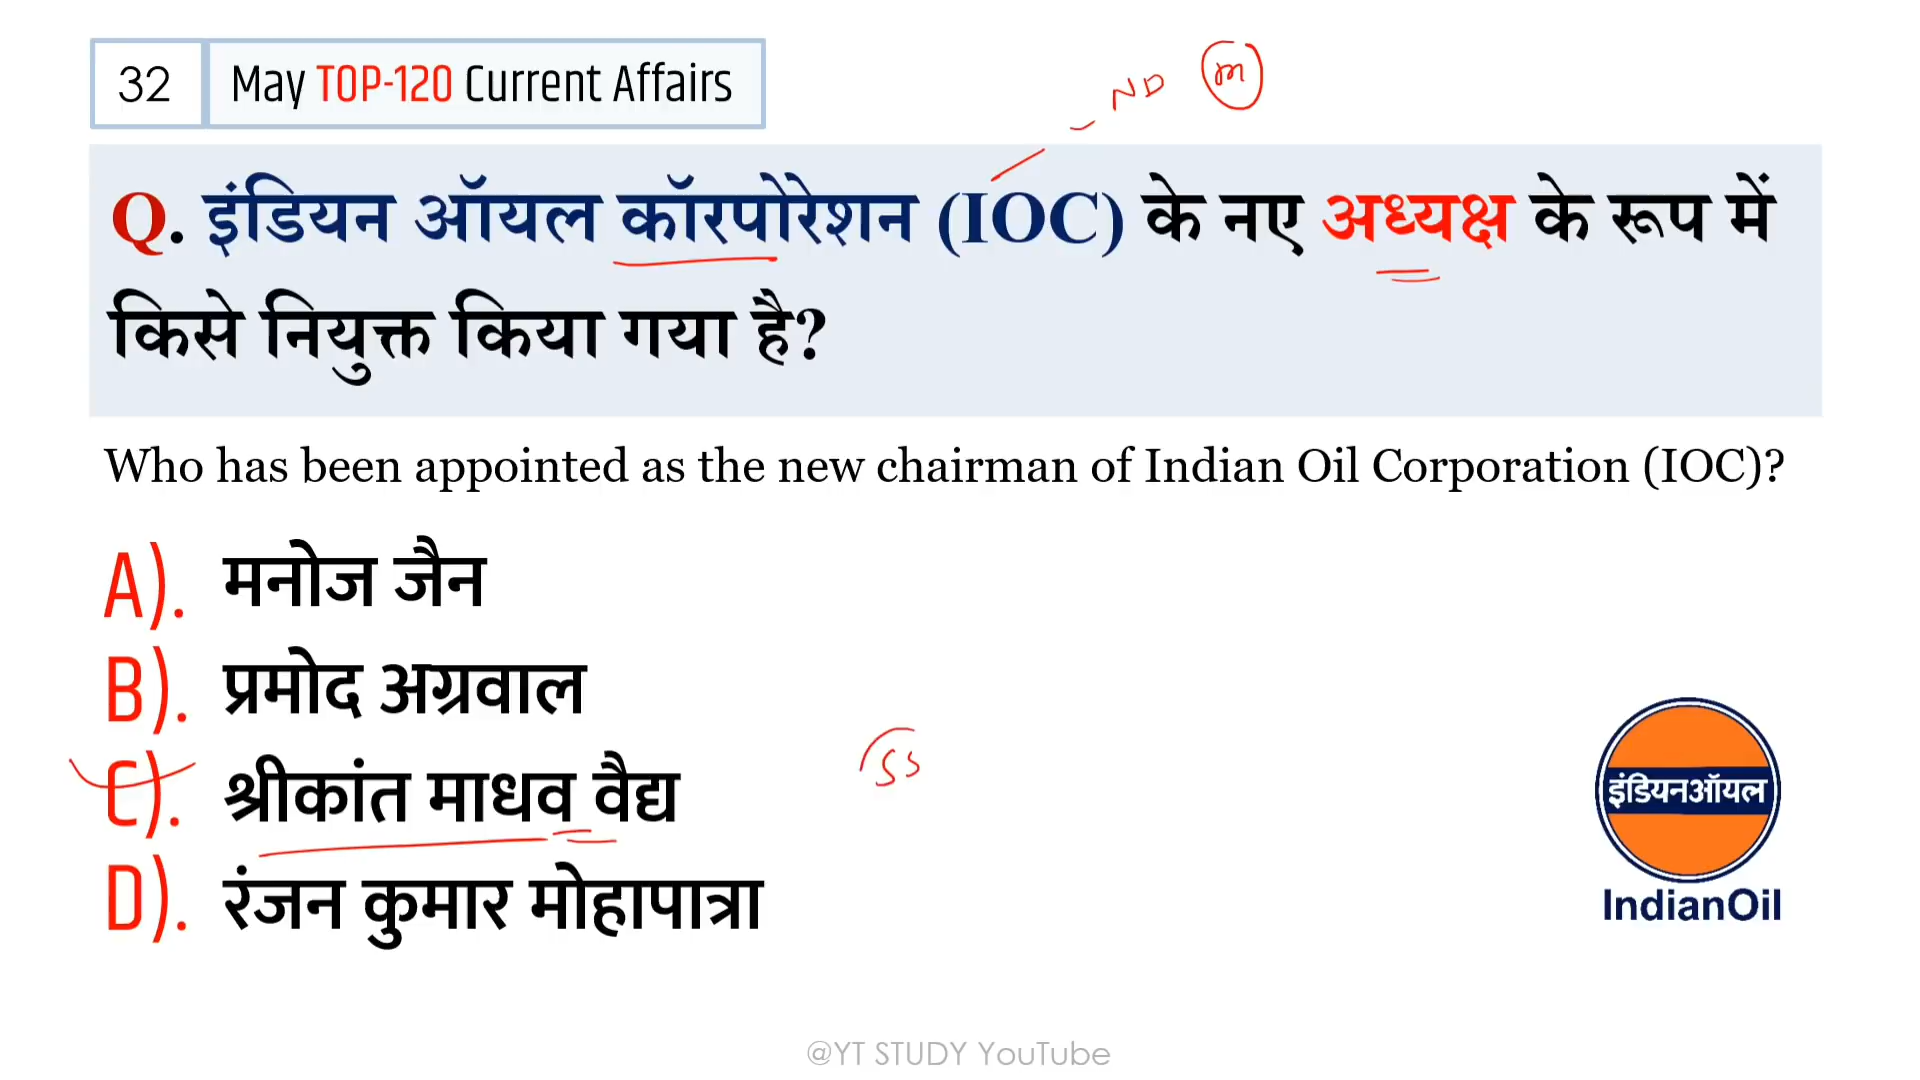 32 May TOP-120 Current Affairs
ND m
Q. इंडियन ऑयल कॉरपोरेशन (IOC) के नए अध्यक्ष के रूप में
किसे नियुक्त किया गया है?
Who has been appointed as the new chairman of Indian Oil Corporation (IOC)?
A). मनोज जैन
B). प्रमोद अग्रवाल
C). श्रीकांत माधव वैद्य
SS
D). रंजन कुमार मोहापात्रा
इंडियनऑयल
IndianOil
@YT STUDY YouTube